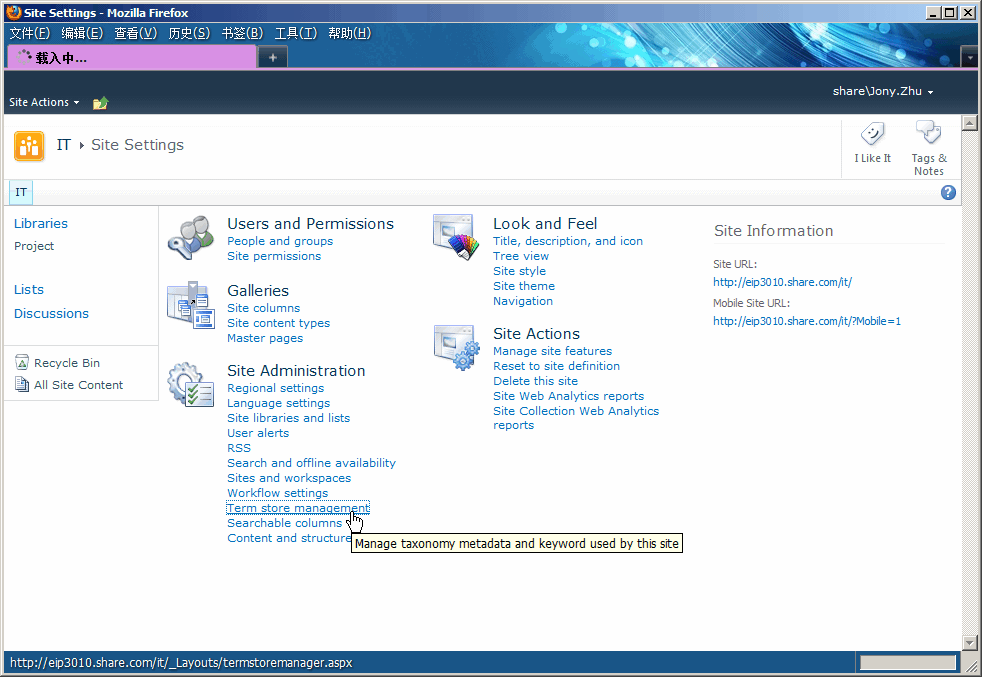 Site Settings - Mozilla Firefox
文件(F) 编辑(E) 查看(V) 历史(S) 书签(B) 工具(T) 帮助(H)
载入中...
+
Site Actions
share\Jony.Zhu
IT
Site Settings
I Like It
Tags &
Notes
IT
?
Libraries
Project
Lists
Discussions
Recycle Bin
All Site Content
Users and Permissions
People and groups
Site permissions
Galleries
Site columns
Site content types
Master pages
Site Administration
Regional settings
Language settings
Site libraries and lists
User alerts
RSS
Search and offline availability
Sites and workspaces
Workflow settings
Term store management
Searchable columns
Content and structure
Manage taxonomy metadata and keyword used by this site
Look and Feel
Title, description, and icon
Tree view
Site style
Site theme
Navigation
Site Actions
Manage site features
Reset to site definition
Delete this site
Site Web Analytics reports
Site Collection Web Analytics
reports
Site Information
Site URL:
http://eip3010.share.com/it/
Mobile Site URL:
http://eip3010.share.com/it/?Mobile=1
http://eip3010.share.com/it/_Layouts/termstoremanager.aspx